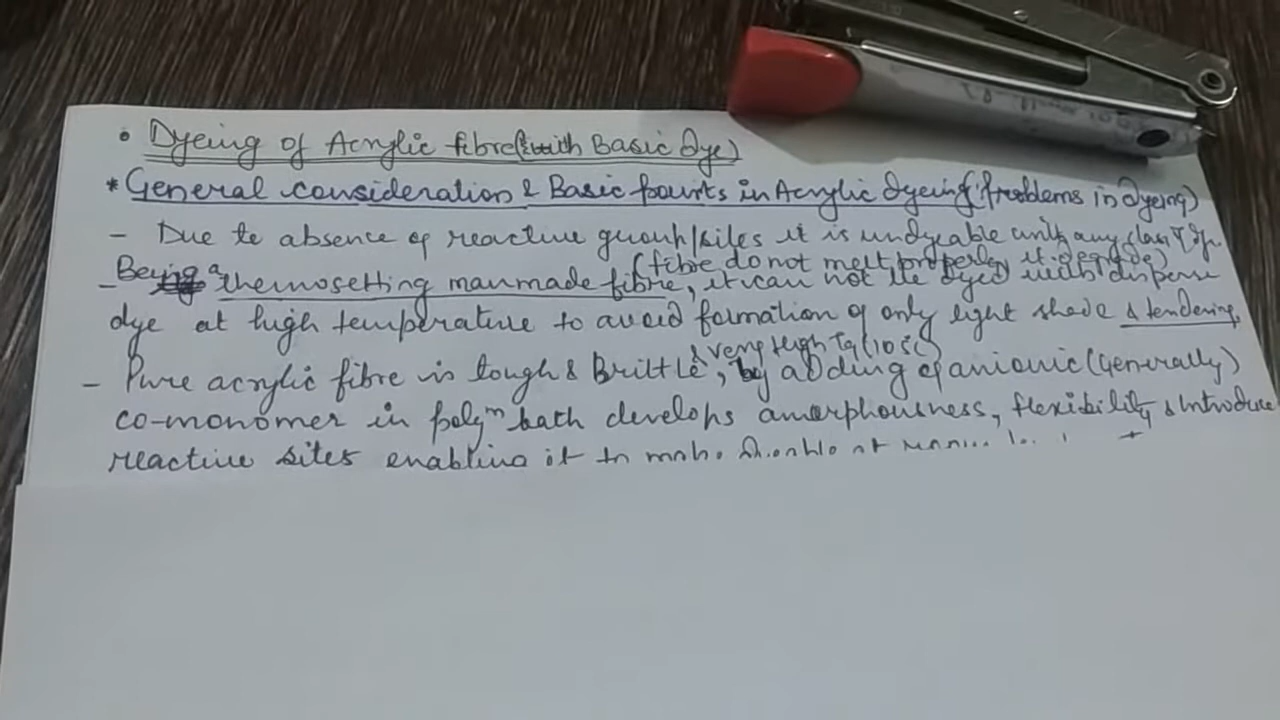 • Dyeing of Acrylic fibre (with Basic Dye)
* General consideration & Basic points in Acrylic dyeing (Problems in dyeing)
- Due to absence of reactive group/sites it is undyeable with any class of
(fibre do not melt properly it degrade)
- Being a thermosetting manmade fibre, it can not be dyed with disperse
dye at high temperature to avoid formation of only light shade & tendering.
& very high Tg (105°C)
- Pure acrylic fibre is tough & Brittle, by adding of anionic (Generally)
co-monomer in polyᵐ bath develops amorphousness, flexibility & Introduce
reactive sites enabling it to make dyeable at